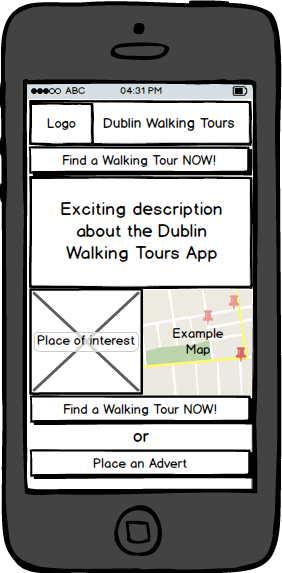 ABC 04:31 PM
Logo Dublin Walking Tours
Find a Walking Tour NOW!
Exciting description
about the Dublin
Walking Tours App
Place of interest
Example
Map
Find a Walking Tour NOW!
or
Place an Advert